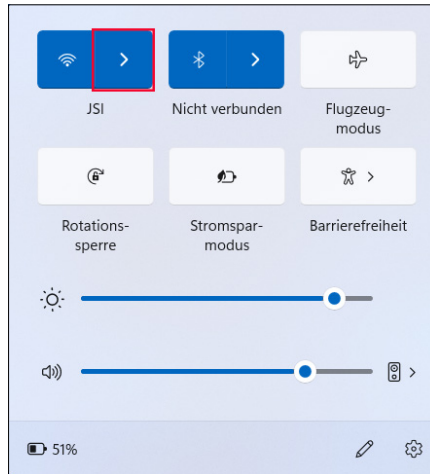 JSI
Nicht verbunden
Flugzeug-
modus
Rotations-
sperre
Stromspar-
modus
Barrierefreiheit
51%